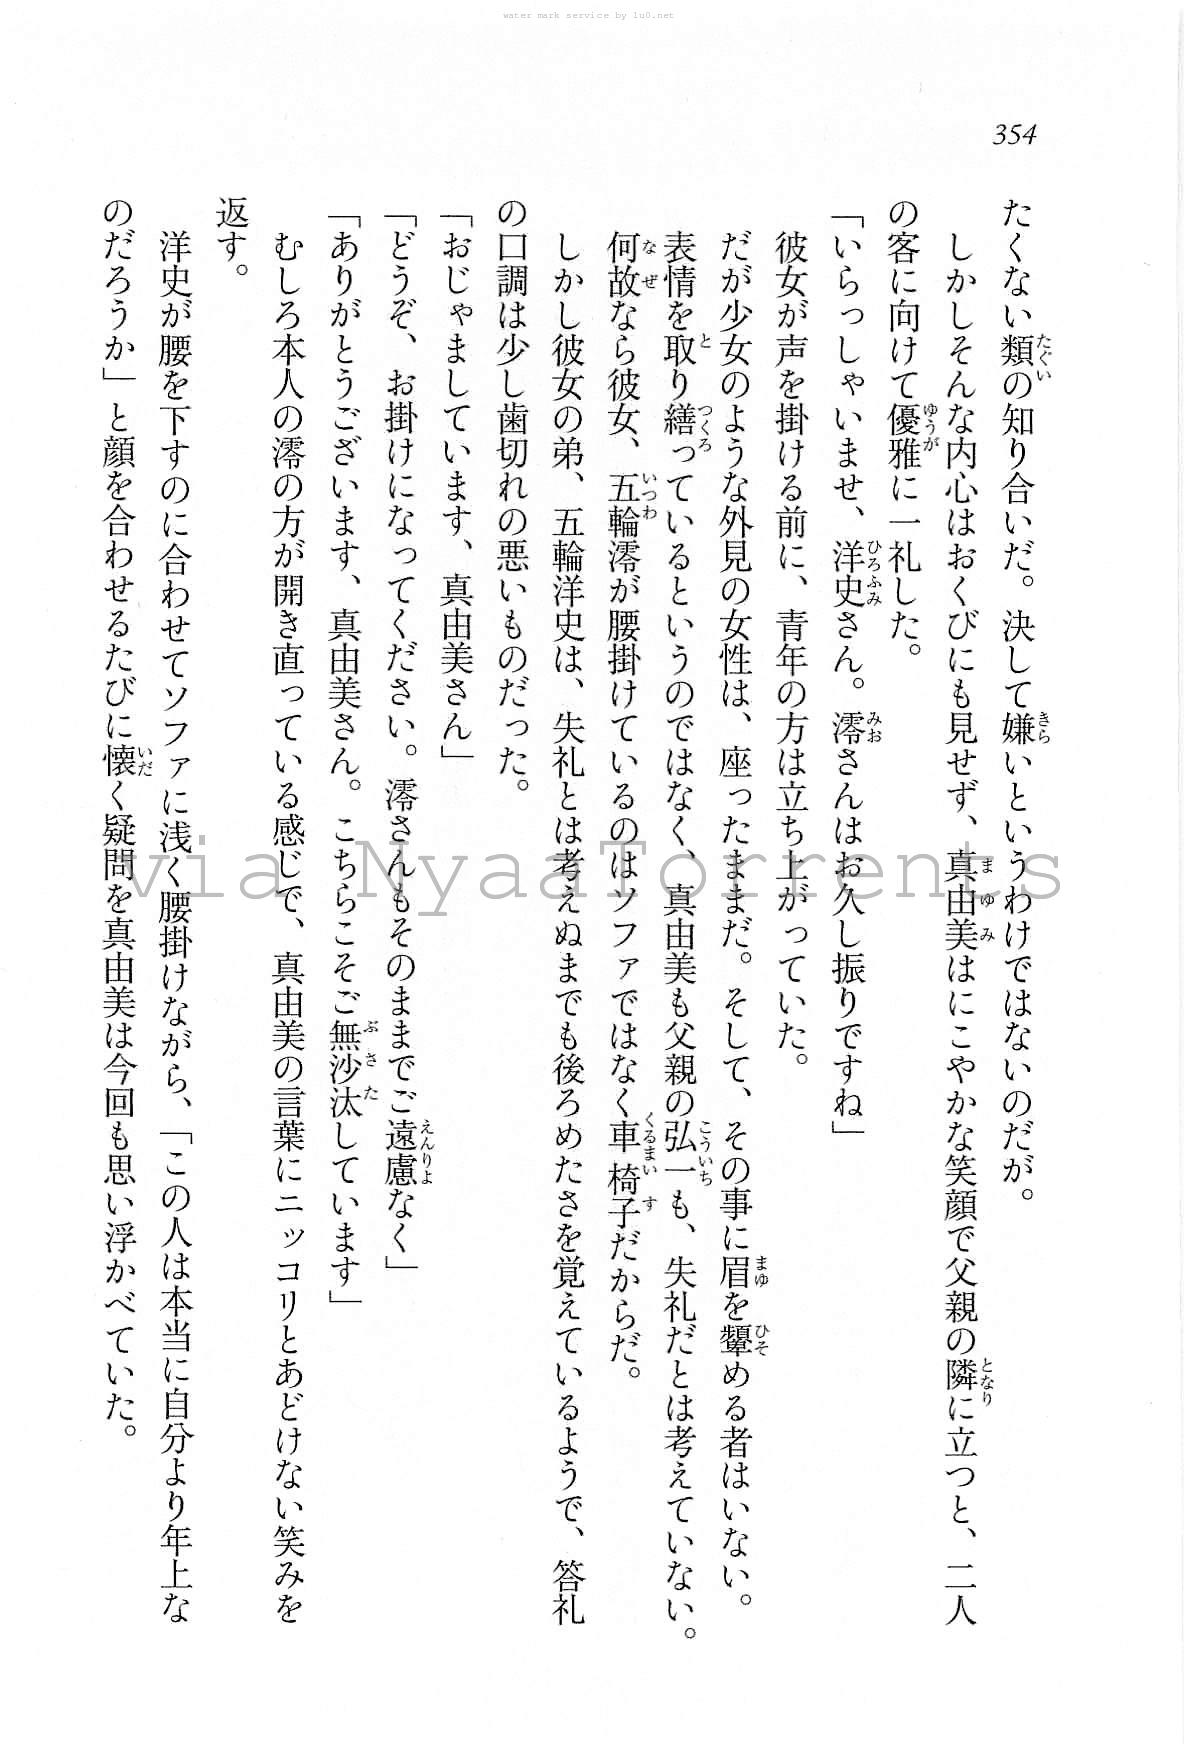 water mark service by lu0.net
354
たくない類の知り合いだ。決して嫌いというわけではないのだが。
しかしそんな内心はおくびにも見せず、真由美はにこやかな笑顔で父親の隣に立つと、二人
の客に向けて優雅に一礼した。
「いらっしゃいませ、洋史さん。澪さんはお久し振りですね」
彼女が声を掛ける前に、青年の方は立ち上がっていた。
だが少女のような外見の女性は、座ったままだ。そして、その事に眉を顰める者はいない。
表情を取り繕っているというのではなく、真由美も父親の弘一も、失礼だとは考えていない。
何故なら彼女、五輪澪が腰掛けているのはソファではなく車椅子だからだ。
しかし彼女の弟、五輪洋史は、失礼とは考えぬまでも後ろめたさを覚えているようで、答礼
の口調は少し歯切れの悪いものだった。
「おじゃましています、真由美さん」
「どうぞ、お掛けになってください。澪さんもそのままでご遠慮なく」
「ありがとうございます、真由美さん。こちらこそご無沙汰しています」
むしろ本人の澪の方が開き直っている感じで、真由美の言葉にニッコリとあどけない笑みを
返す。
洋史が腰を下すのに合わせてソファに浅く腰掛けながら、「この人は本当に自分より年上な
のだろうか」と顔を合わせるたびに懐く疑問を真由美は今回も思い浮かべていた。
via NyaaTorrents